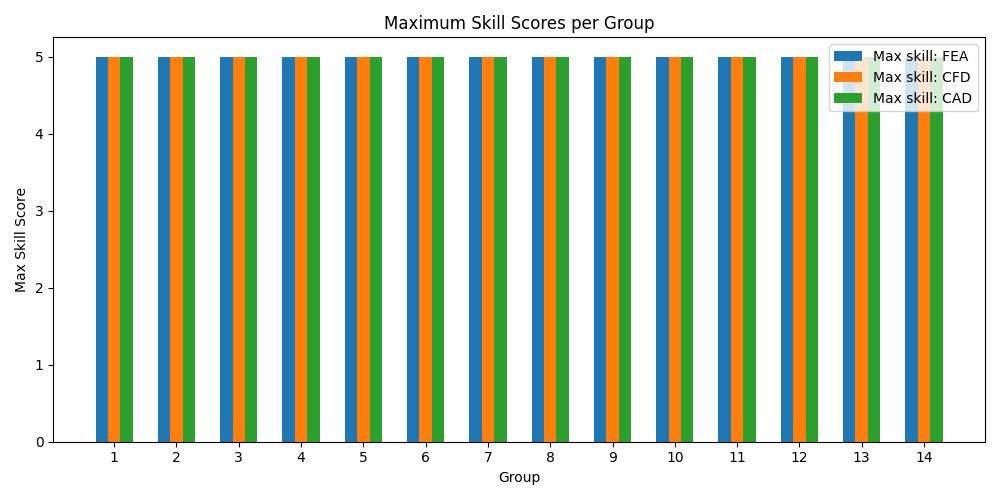 Maximum Skill Scores per Group
Max skill: FEA
Max skill: CFD
Max skill: CAD
Max Skill Score
5
4
3
2
1
0
1 2 3 4 5 6 7 8 9 10 11 12 13 14
Group